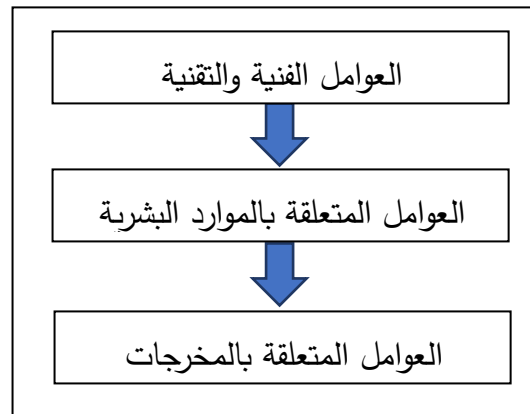 العوامل الفنية والتقنية
العوامل المتعلقة بالموارد البشرية
العوامل المتعلقة بالمخرجات